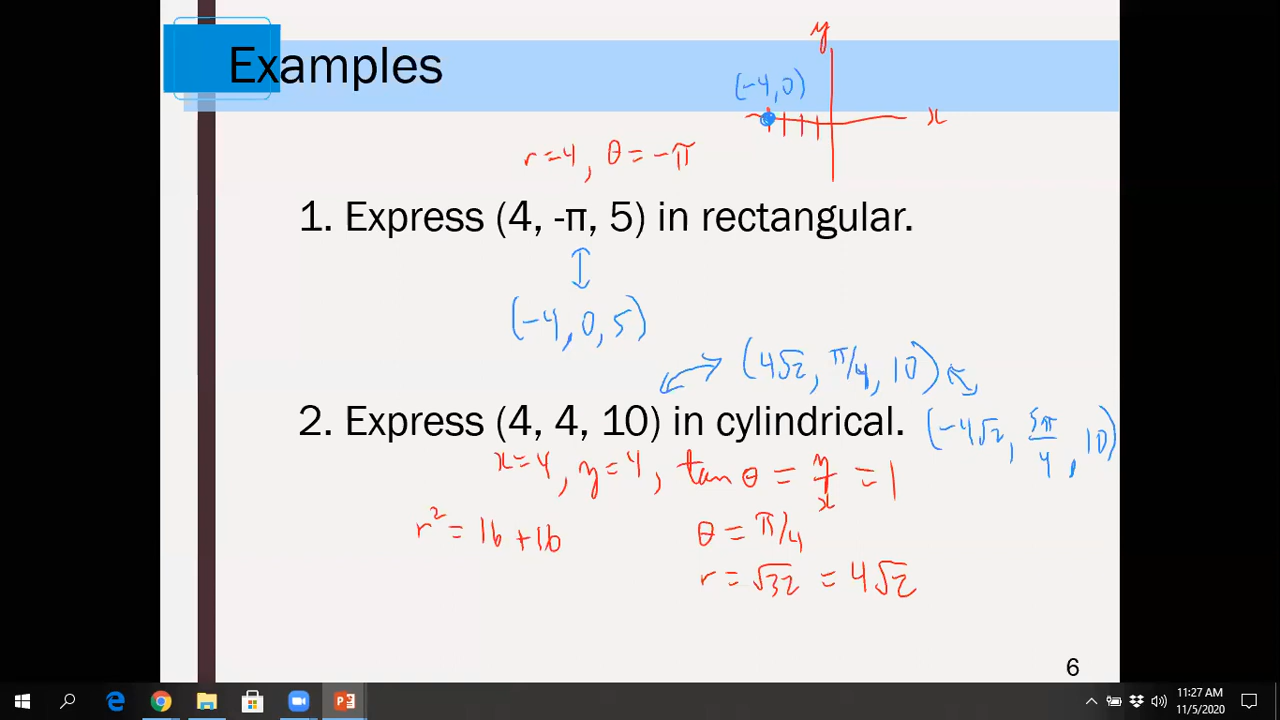 Examples
y
(-4,0)
x
r=4, θ = -π
1. Express (4, -π, 5) in rectangular.
(-4, 0, 5)
(4√2, π/4, 10)
2. Express (4, 4, 10) in cylindrical.
(-4√2, 5π/4, 10)
x=4, y=4, tan θ = y/x = 1
r² = 16 + 16
θ = π/4
r = √32 = 4√2
6
11:27 AM
11/5/2020